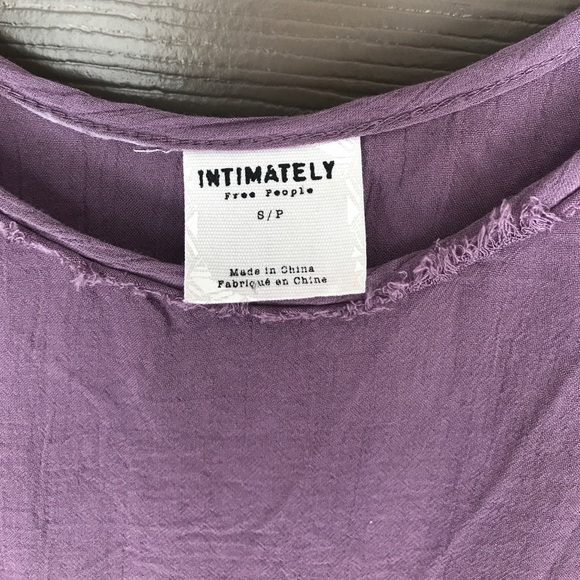 INTIMATELY
Free People
S/P
Made in China
Fabriqué en Chine